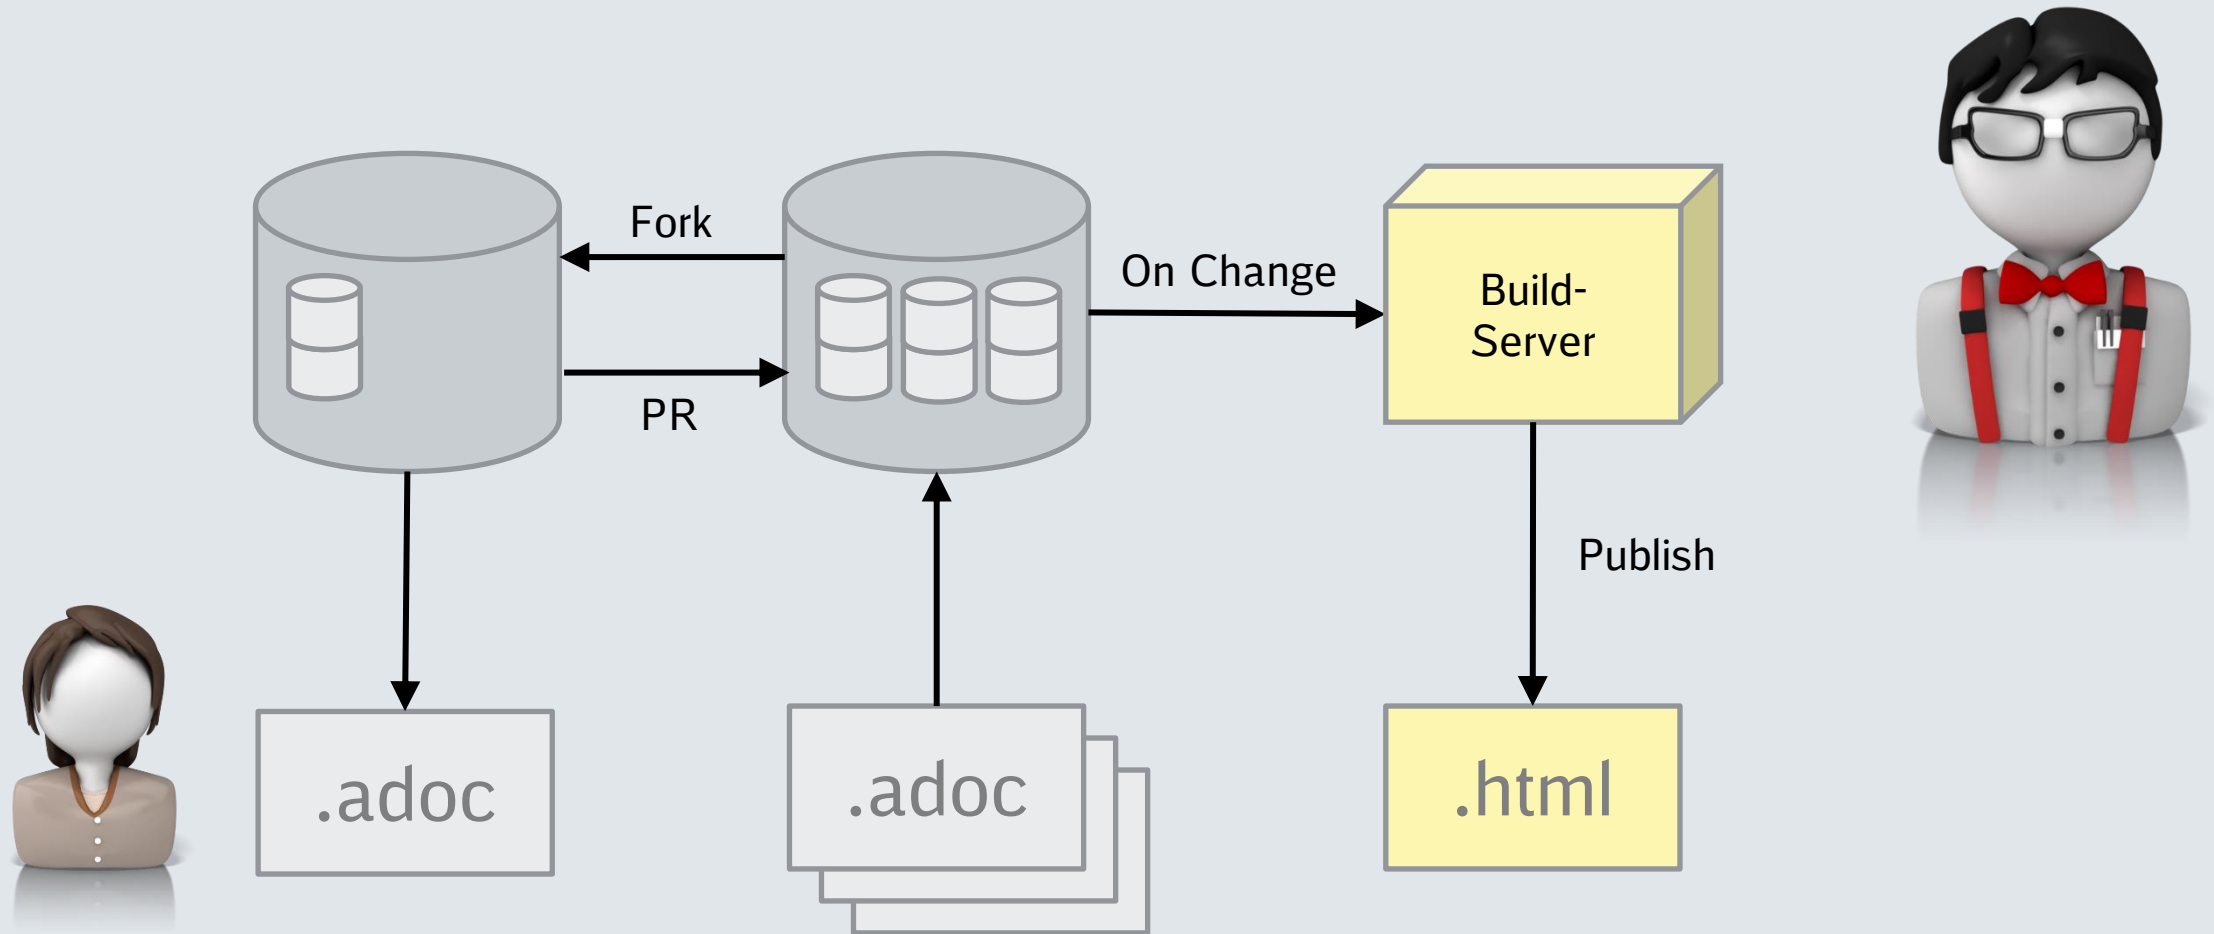 Fork
PR
On Change
Build-
Server
Publish
.adoc
.adoc
.html